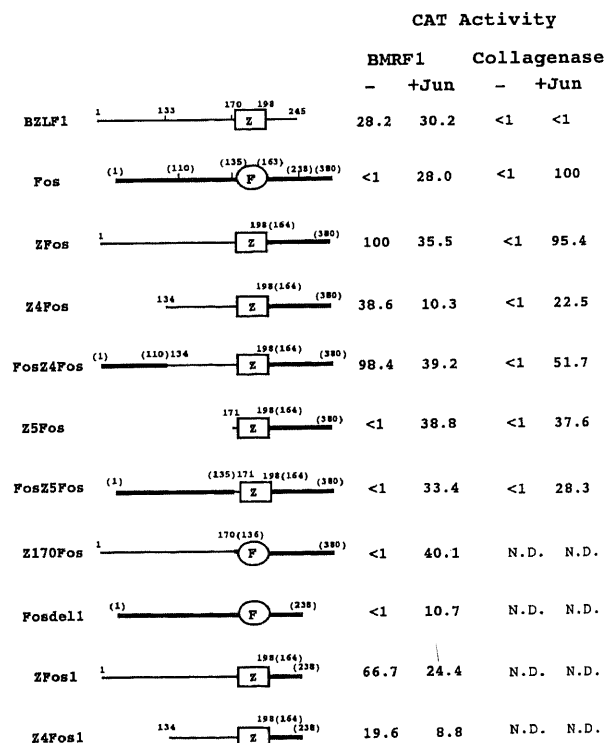 CAT Activity
BMRF1 Collagenase
– +Jun – +Jun
1 133 170 198 245
BZLF1 Z 28.2 30.2 <1 <1
(1) (110) (135) (163) (238)(380)
Fos F <1 28.0 <1 100
1 198(164) (380)
ZFos Z 100 35.5 <1 95.4
134 198(164) (380)
Z4Fos Z 38.6 10.3 <1 22.5
(1) (110)134 198(164) (380)
FosZ4Fos Z 98.4 39.2 <1 51.7
171 198(164) (380)
Z5Fos Z <1 38.8 <1 37.6
(1) (135)171 198(164) (380)
FosZ5Fos Z <1 33.4 <1 28.3
1 170(136) (380)
Z170Fos F <1 40.1 N.D. N.D.
(1) (238)
Fosdel1 F <1 10.7 N.D. N.D.
1 198(164) (238)
ZFos1 Z 66.7 24.4 N.D. N.D.
134 198(164) (238)
Z4Fos1 Z 19.6 8.8 N.D. N.D.